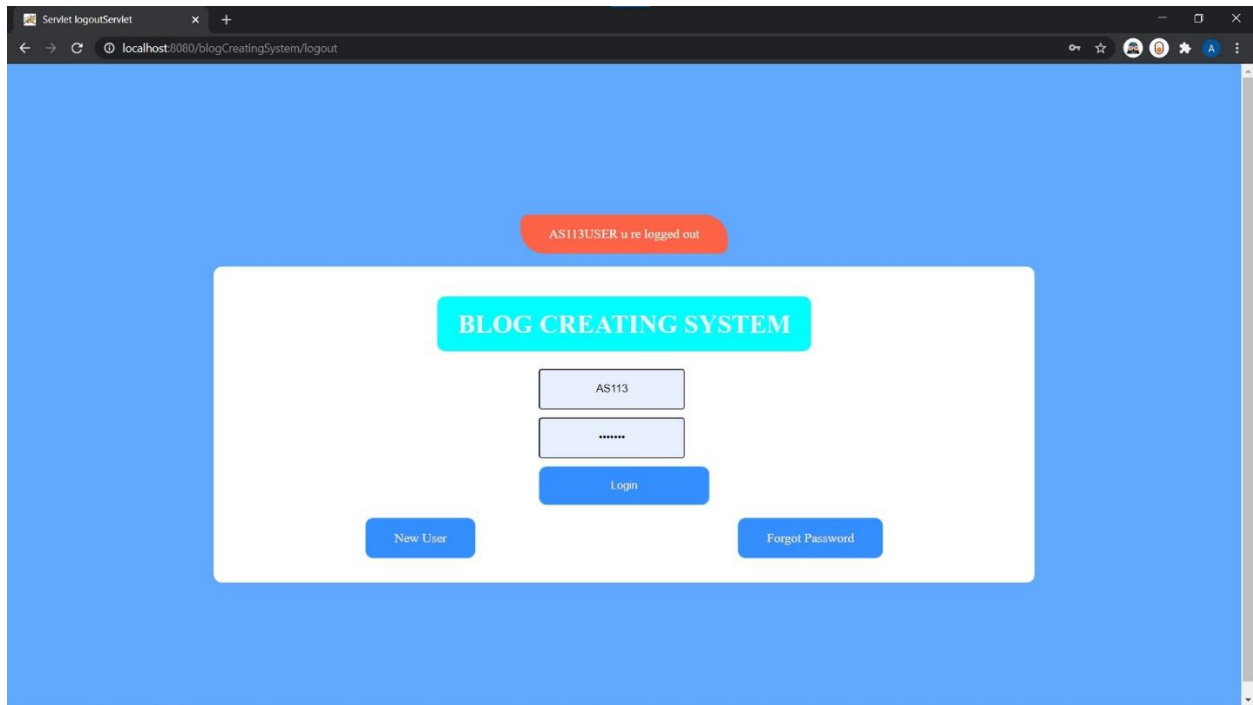 Servlet logoutServlet
localhost:8080/blogCreatingSystem/logout
A
AS113USER u re logged out
BLOG CREATING SYSTEM
AS113
•••••••
Login
New User
Forgot Password